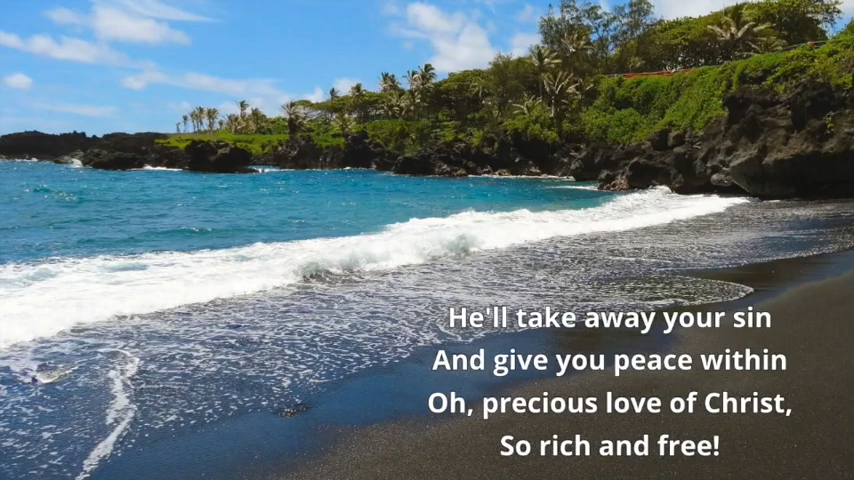 He'll take away your sin
And give you peace within
Oh, precious love of Christ,
So rich and free!